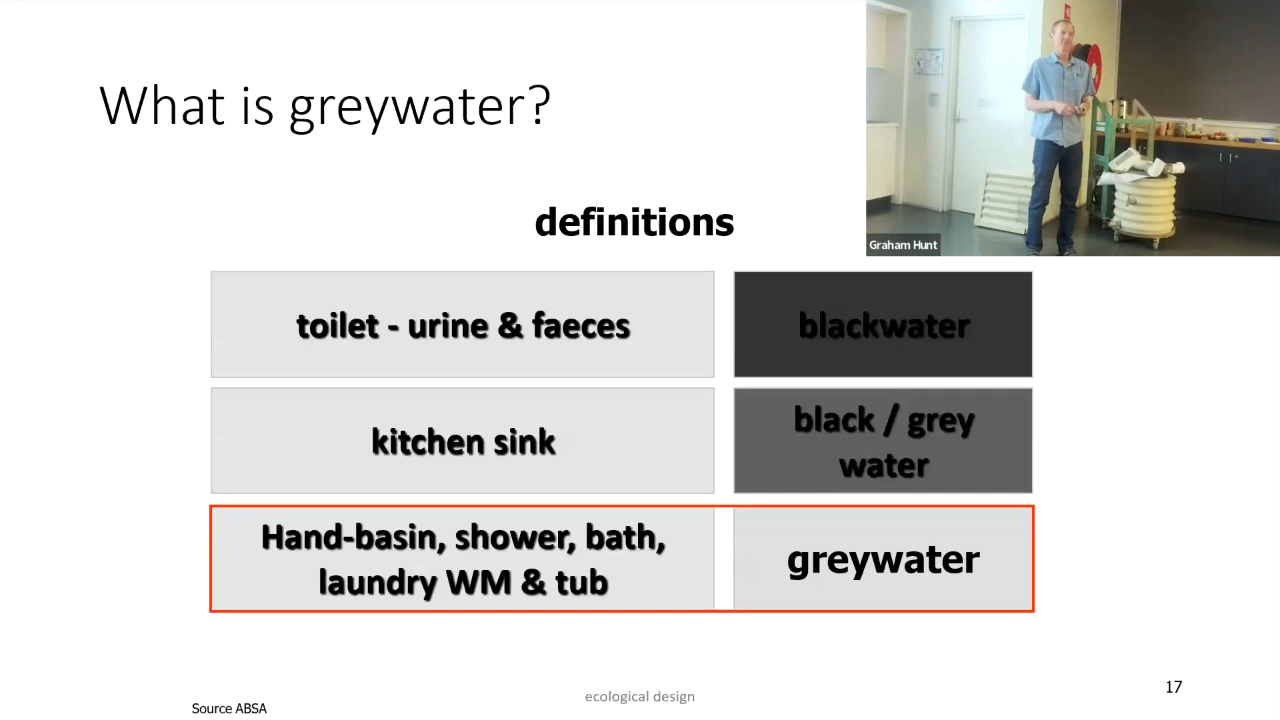 What is greywater?
Graham Hunt
definitions
toilet - urine & faeces
blackwater
kitchen sink
black / grey
water
Hand-basin, shower, bath,
laundry WM & tub
greywater
17
ecological design
Source ABSA